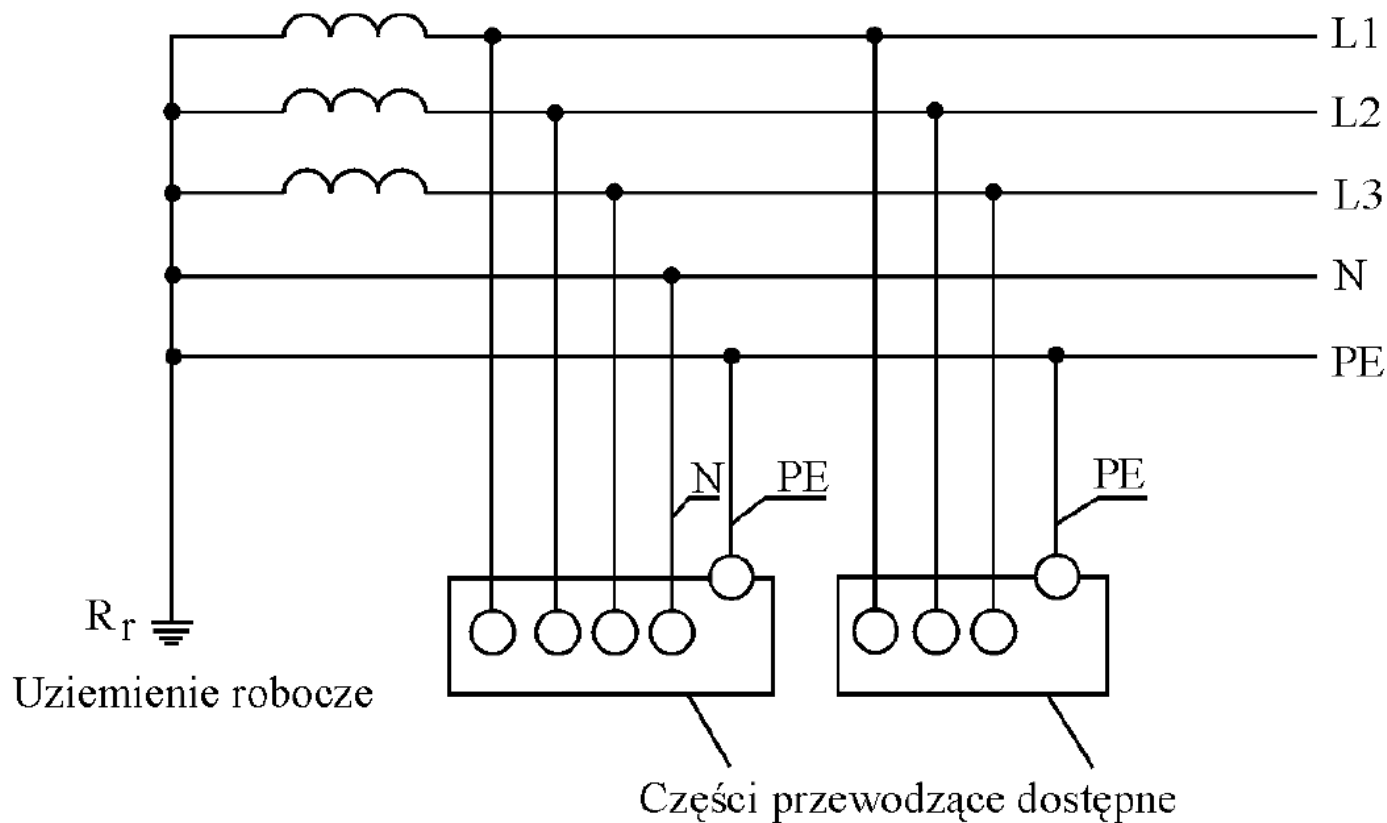 L1
L2
L3
N
PE
N PE PE
Rr
Uziemienie robocze
Części przewodzące dostępne